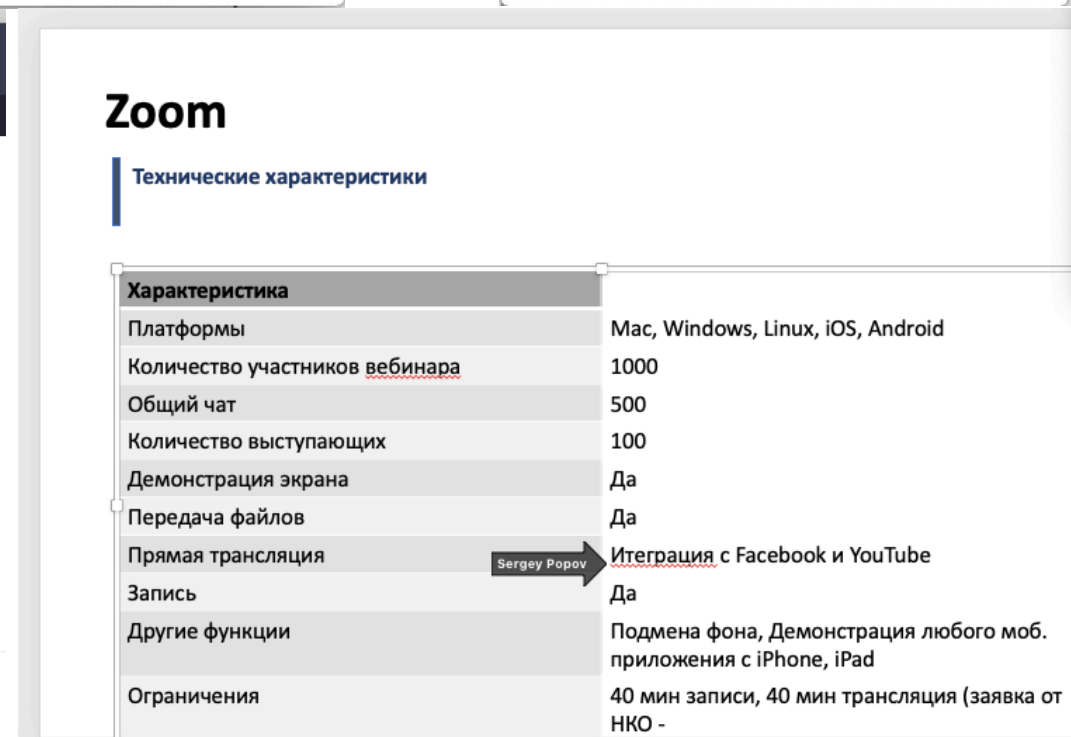 Zoom
Технические характеристики
Характеристика
Платформы Mac, Windows, Linux, iOS, Android
Количество участников вебинара 1000
Общий чат 500
Количество выступающих 100
Демонстрация экрана Да
Передача файлов Да
Прямая трансляция Sergey Popov Итеграция с Facebook и YouTube
Запись Да
Другие функции Подмена фона, Демонстрация любого моб.
приложения с iPhone, iPad
Ограничения 40 мин записи, 40 мин трансляция (заявка от
НКО -